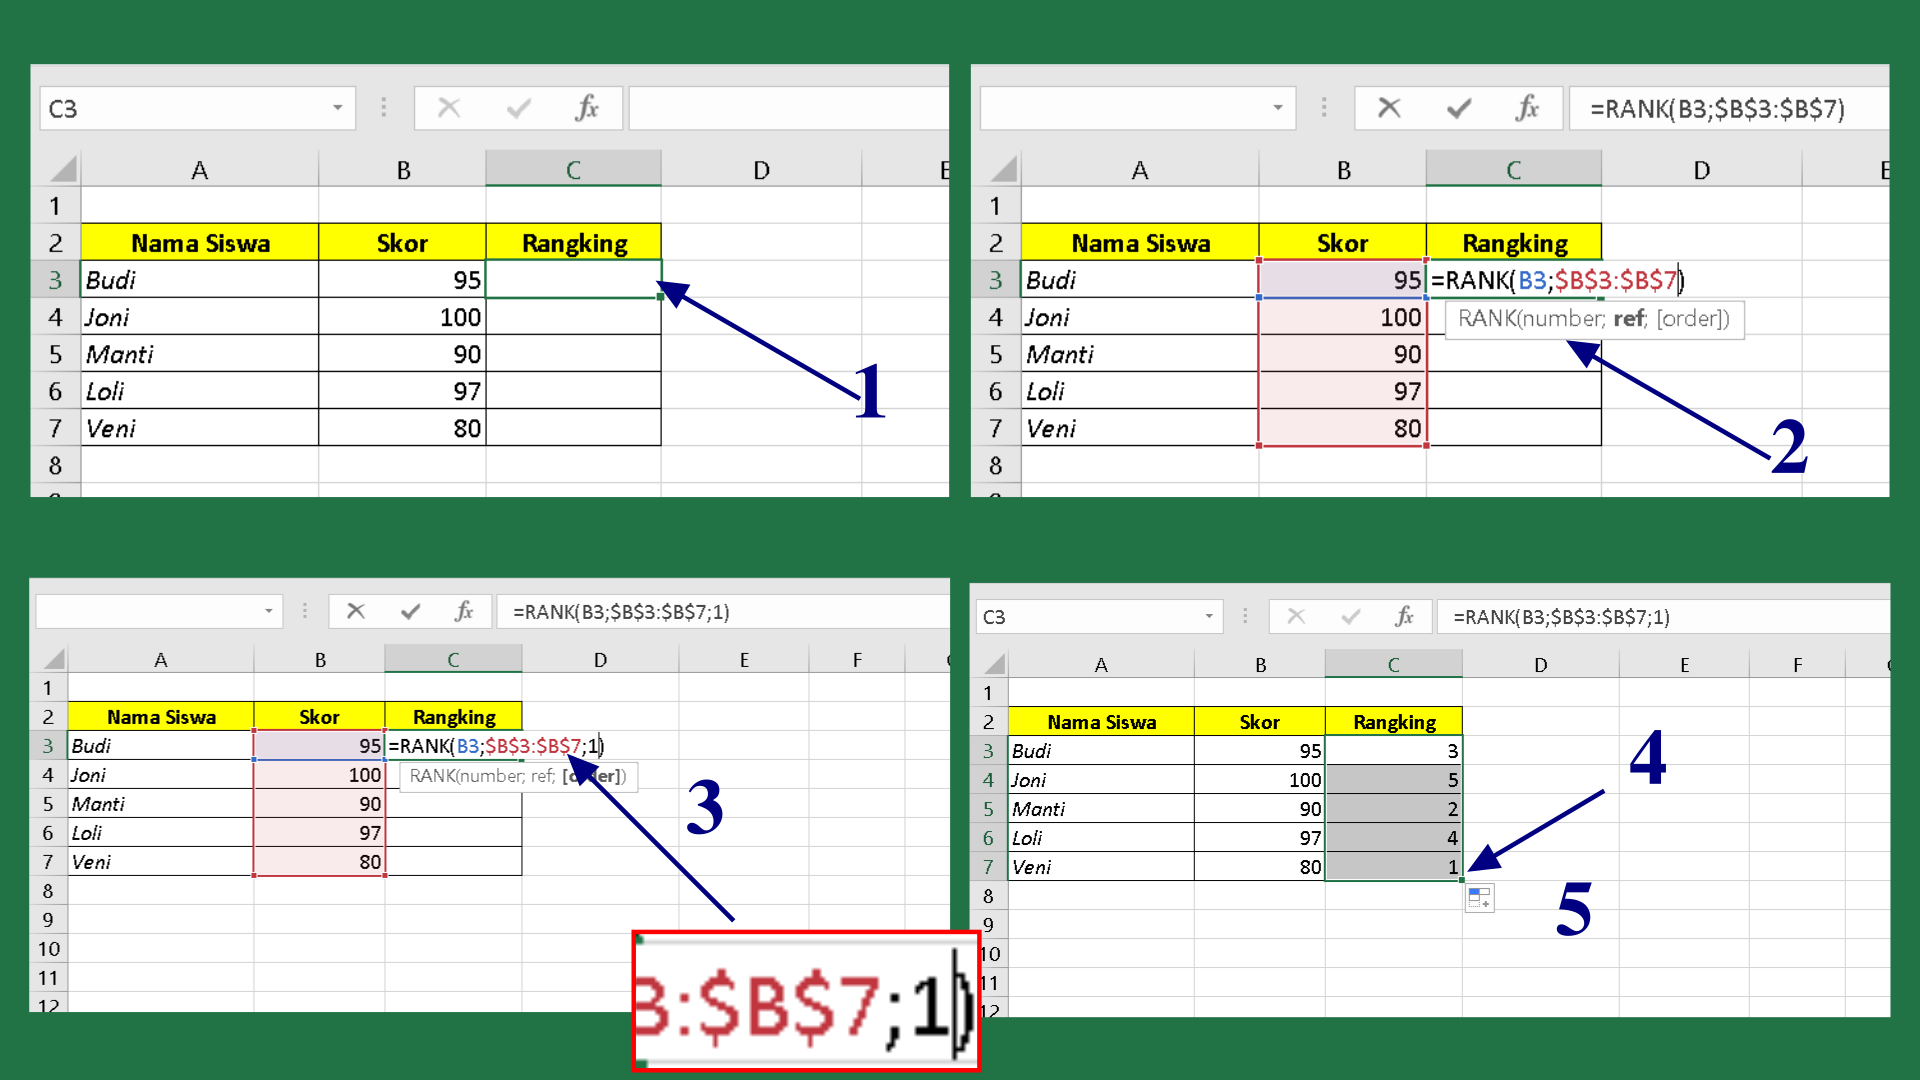 C3 fx
A B C D E
1
2 Nama Siswa Skor Rangking
3 Budi 95
4 Joni 100
5 Manti 90
6 Loli 97
7 Veni 80
8
1
fx =RANK(B3;$B$3:$B$7)
A B C D E
1
2 Nama Siswa Skor Rangking
3 Budi 95 =RANK(B3;$B$3:$B$7)
4 Joni 100 RANK(number; ref; [order])
5 Manti 90
6 Loli 97
7 Veni 80
8
2
fx =RANK(B3;$B$3:$B$7;1)
A B C D E F
1
2 Nama Siswa Skor Rangking
3 Budi 95 =RANK(B3;$B$3:$B$7;1)
4 Joni 100 RANK(number; ref; [order])
5 Manti 90
6 Loli 97
7 Veni 80
8
9
10
11
12
3
3:$B$7;1)
C3 fx =RANK(B3;$B$3:$B$7;1)
A B C D E F
1
2 Nama Siswa Skor Rangking
3 Budi 95 3
4 Joni 100 5
5 Manti 90 2
6 Loli 97 4
7 Veni 80 1
8
9
10
11
12
4
5